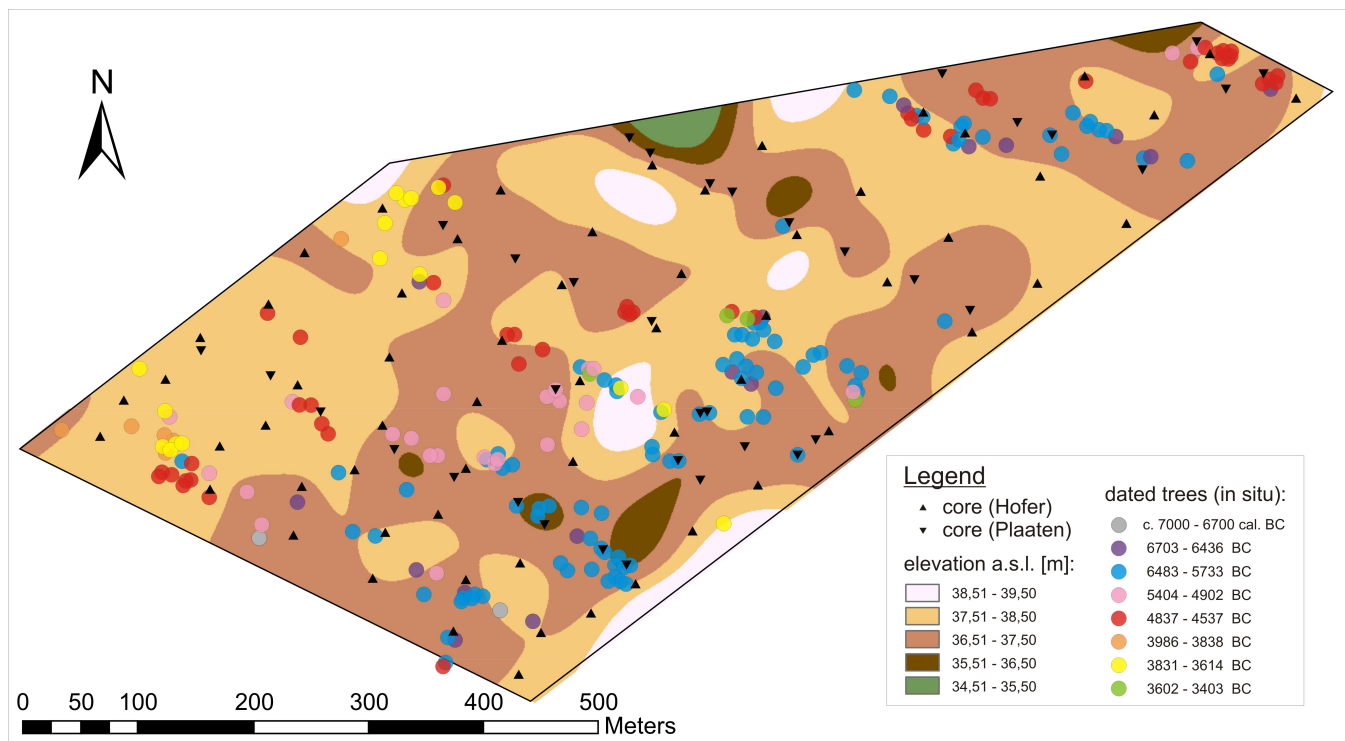 N
Legend
core (Hofer)
core (Plaaten)
elevation a.s.l. [m]:
38,51 - 39,50
37,51 - 38,50
36,51 - 37,50
35,51 - 36,50
34,51 - 35,50
dated trees (in situ):
c. 7000 - 6700 cal. BC
6703 - 6436 BC
6483 - 5733 BC
5404 - 4902 BC
4837 - 4537 BC
3986 - 3838 BC
3831 - 3614 BC
3602 - 3403 BC
0 50 100 200 300 400 500
Meters